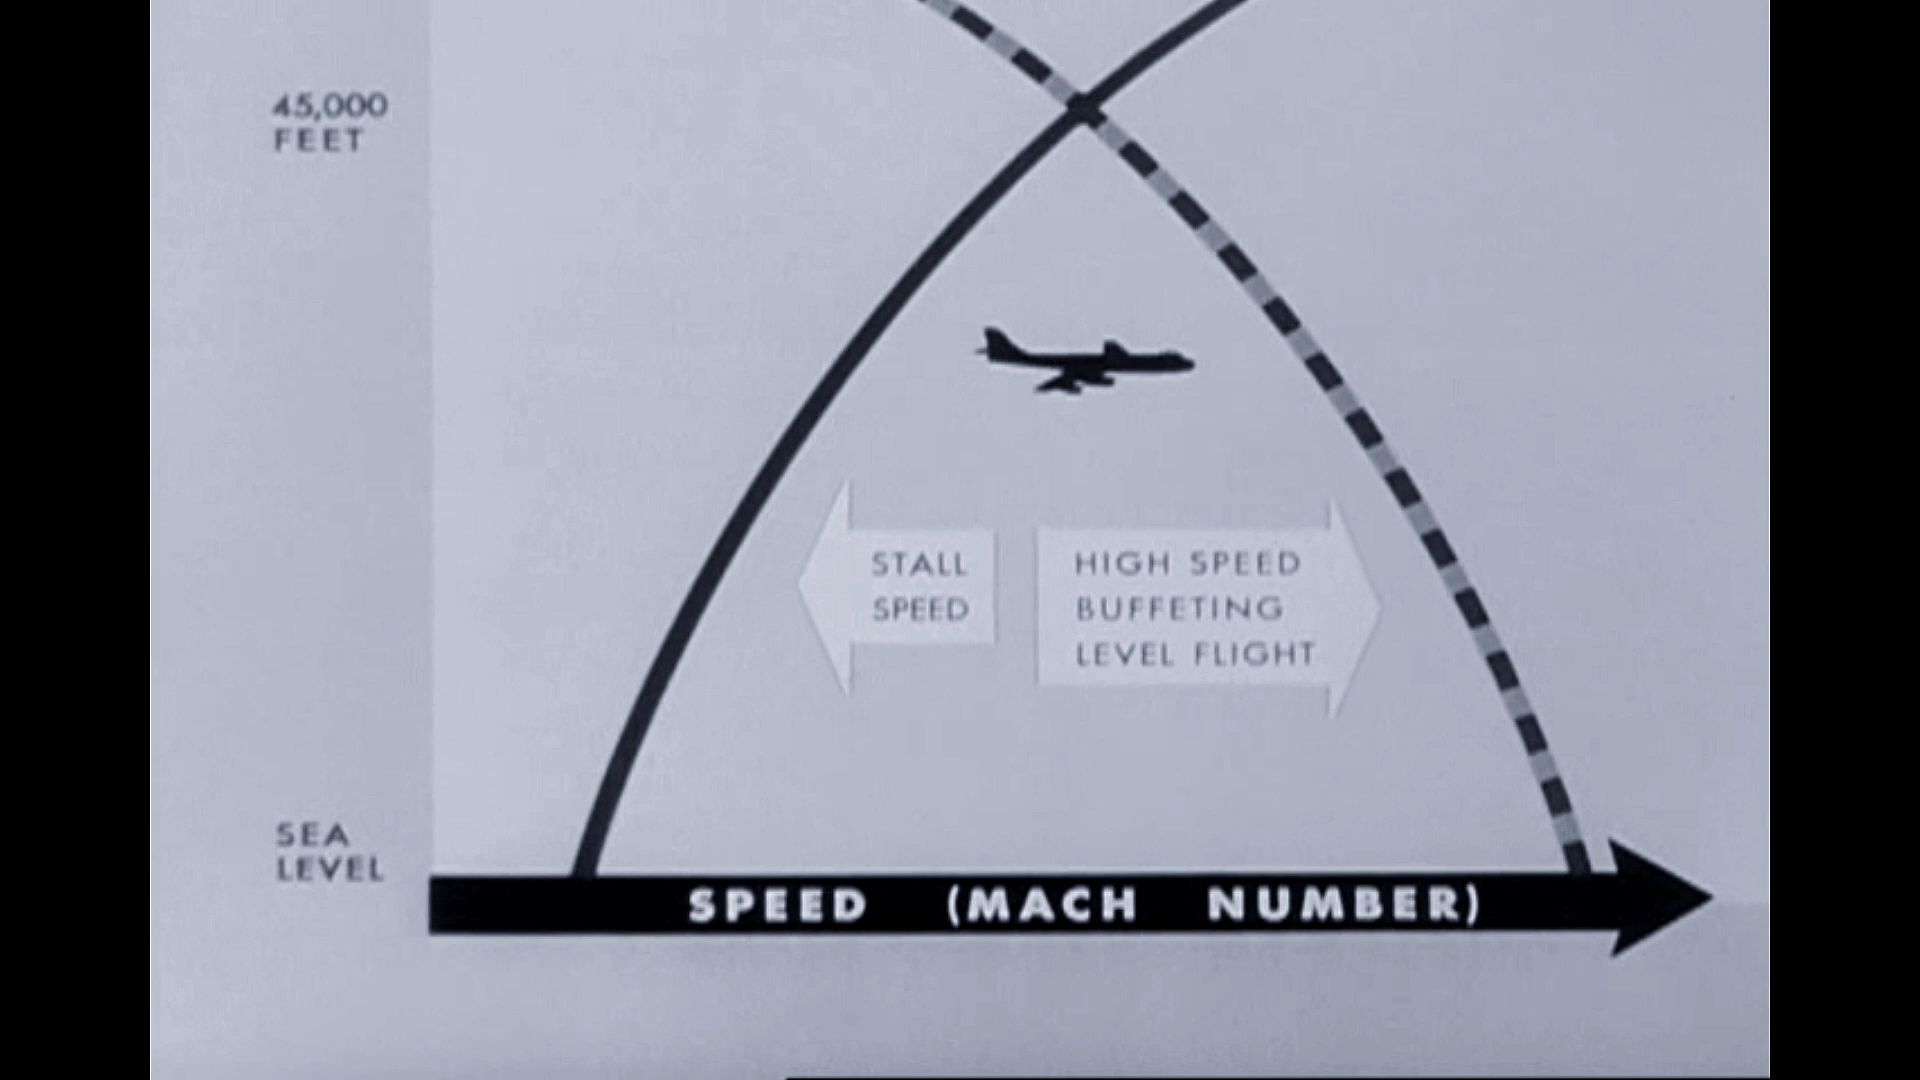 45,000
FEET
STALL
SPEED
HIGH SPEED
BUFFETING
LEVEL FLIGHT
SEA
LEVEL
SPEED (MACH NUMBER)